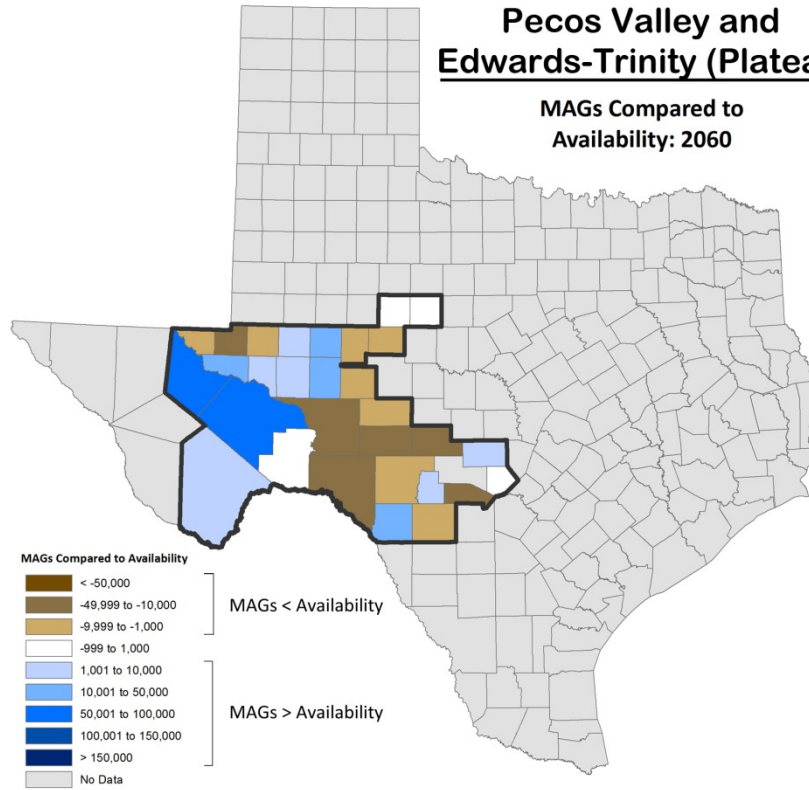 Pecos Valley and
Edwards-Trinity (Platea
MAGs Compared to
Availability: 2060
MAGs Compared to Availability
< -50,000
-49,999 to -10,000
-9,999 to -1,000
-999 to 1,000
1,001 to 10,000
10,001 to 50,000
50,001 to 100,000
100,001 to 150,000
> 150,000
No Data
MAGs < Availability
MAGs > Availability